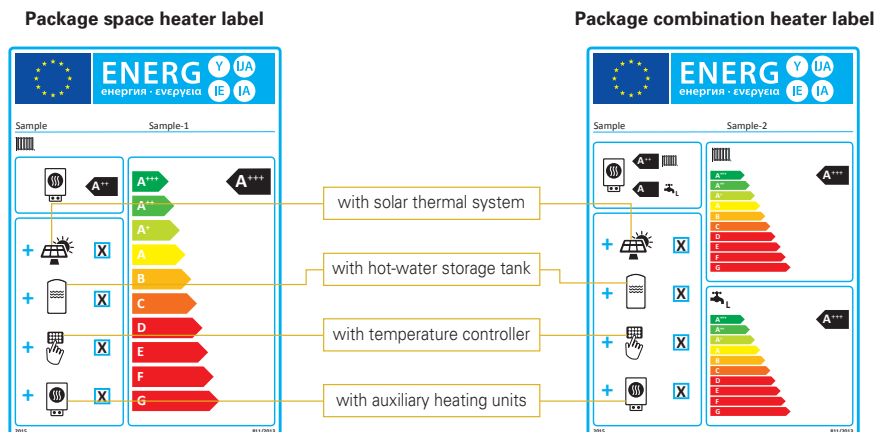 Package space heater label
ENERG Y IJA
енергия · ενεργεια IE IA
Sample Sample-1
A++
A+++
A+++
A++
A+
A
B
C
D
E
F
G
+ X
+ X
+ X
+ X
2015 811/2013
with solar thermal system
with hot-water storage tank
with temperature controller
with auxiliary heating units
Package combination heater label
ENERG Y IJA
енергия · ενεργεια IE IA
Sample Sample-2
A++
A L
+ X
+ X
+ X
+ X
A+++
A+++
A++
A+
A
B
C
D
E
F
G
L
A+++
A+++
A++
A+
A
B
C
D
E
F
G
2015 811/2013